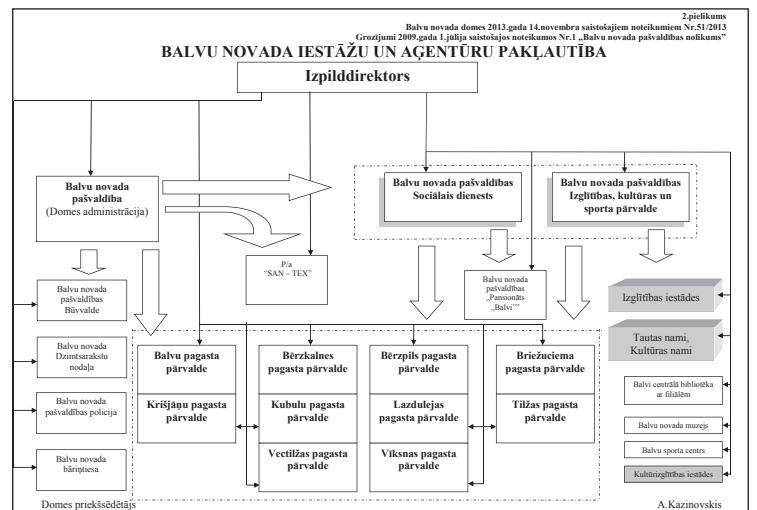 2.pielikums
Balvu novada domes 2013.gada 14.novembra saistošajiem noteikumiem Nr.51/2013
Grozījumi 2009.gada 1.jūlija saistošajos noteikumos Nr.1 „Balvu novada pašvaldības nolikums”
BALVU NOVADA IESTĀŽU UN AĢENTŪRU PAKĻAUTĪBA
Izpilddirektors
Balvu novada
pašvaldība
(Domes administrācija)
Balvu novada pašvaldības
Sociālais dienests
Balvu novada pašvaldības
Izglītības, kultūras un
sporta pārvalde
P/a
“SAN – TEX”
Balvu novada
pašvaldības
„Pansionāts
„Balvi””
Balvu novada
pašvaldības
Būvvalde
Balvu novada
Dzimtsarakstu
nodaļa
Balvu novada
pašvaldības policija
Balvu novada
bāriņtiesa
Balvu pagasta
pārvalde
Krišjāņu pagasta
pārvalde
Bērzkalnes
pagasta pārvalde
Kubulu pagasta
pārvalde
Vectilžas pagasta
pārvalde
Bērzpils pagasta
pārvalde
Lazdulejas
pagasta pārvalde
Vīksnas pagasta
pārvalde
Briežuciema
pagasta pārvalde
Tilžas pagasta
pārvalde
Izglītības iestādes
Tautas nami,
Kultūras nami
Balvi centrālā bibliotēka
ar filiālēm
Balvu novada muzejs
Balvu sporta centrs
Kultūrizglītības iestādes
Domes priekšsēdētājs
A.Kazinovskis